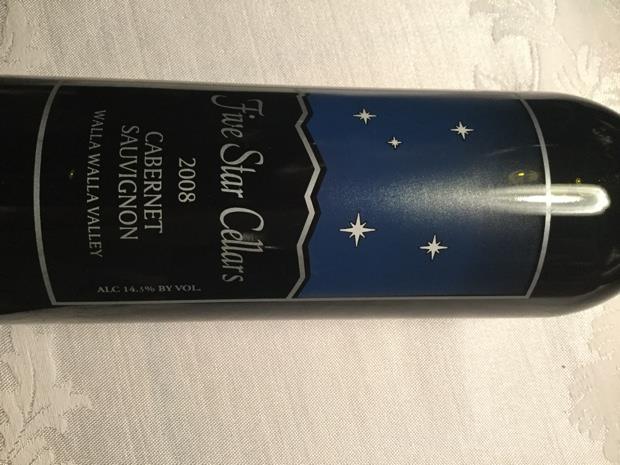 Five Star Cellars
2008
CABERNET
SAUVIGNON
WALLA WALLA VALLEY
ALC 14.5% BY VOL.